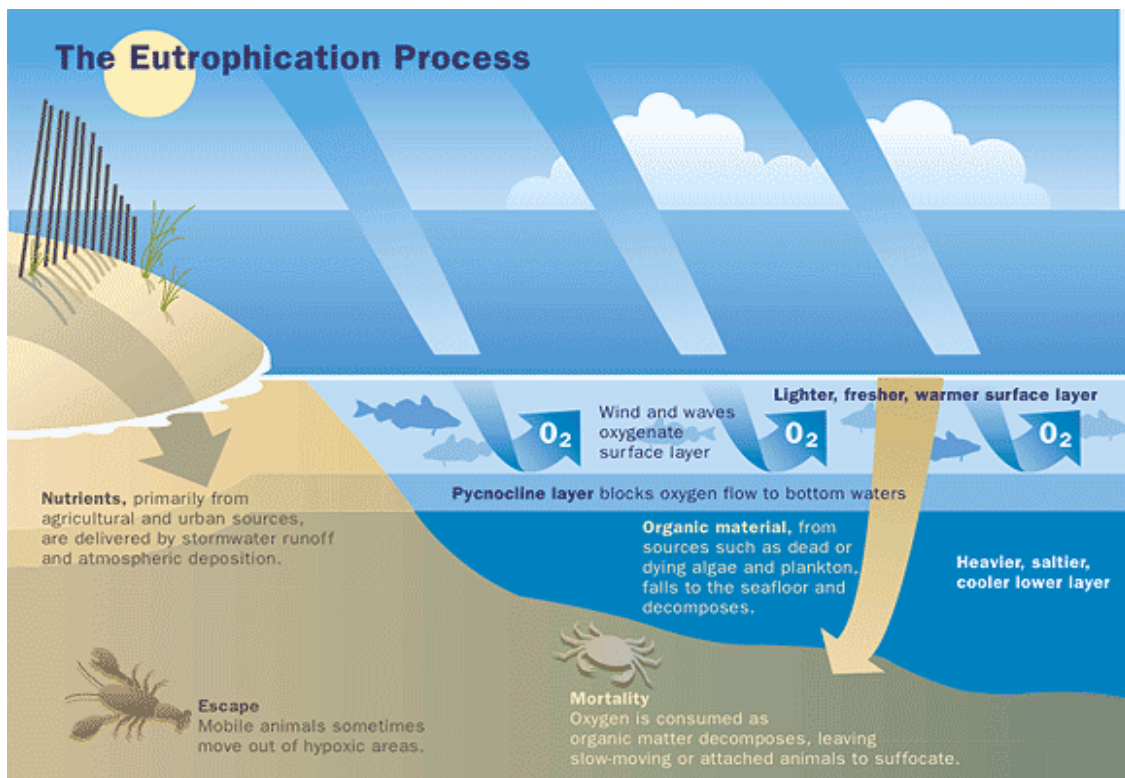 The Eutrophication Process
Lighter, fresher, warmer surface layer
Wind and waves
oxygenate
surface layer
O2
O2
O2
Pycnocline layer blocks oxygen flow to bottom waters
Nutrients, primarily from
agricultural and urban sources,
are delivered by stormwater runoff
and atmospheric deposition.
Organic material, from
sources such as dead or
dying algae and plankton,
falls to the seafloor and
decomposes.
Heavier, saltier,
cooler lower layer
Escape
Mobile animals sometimes
move out of hypoxic areas.
Mortality
Oxygen is consumed as
organic matter decomposes, leaving
slow-moving or attached animals to suffocate.